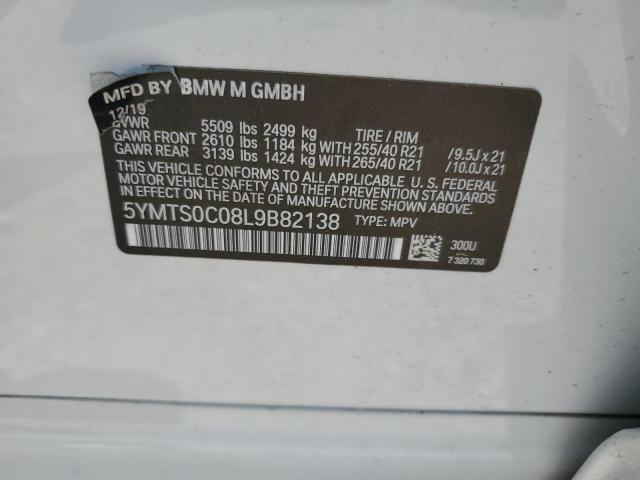 MFD BY BMW M GMBH
12/19
GVWR 5509 lbs 2499 kg TIRE / RIM
GAWR FRONT 2610 lbs 1184 kg WITH 255/40 R21 / 9.5J x 21
GAWR REAR 3139 lbs 1424 kg WITH 265/40 R21 / 10.0J x 21
THIS VEHICLE CONFORMS TO ALL APPLICABLE U. S. FEDERAL
MOTOR VEHICLE SAFETY AND THEFT PREVENTION STANDARDS
IN EFFECT ON THE DATE OF MANUFACTURE SHOWN ABOVE.
5YMTS0C08L9B82138 TYPE: MPV
300U
7 320 730